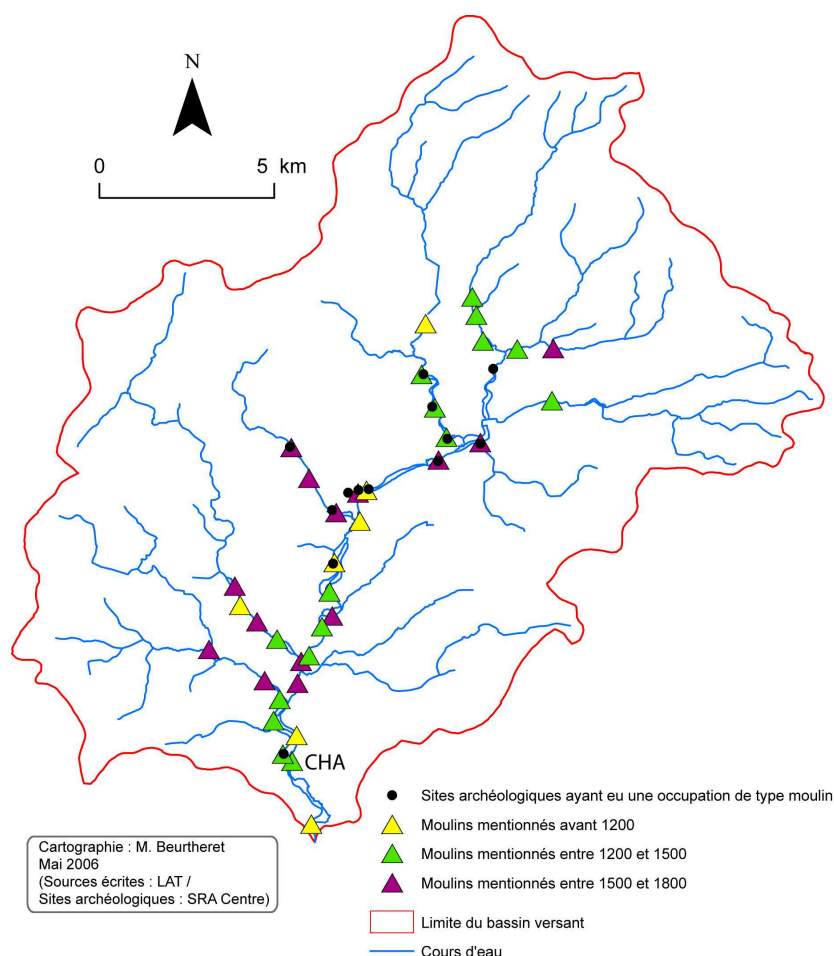 N
0 5 km
CHA
Sites archéologiques ayant eu une occupation de type moulin
Moulins mentionnés avant 1200
Moulins mentionnés entre 1200 et 1500
Moulins mentionnés entre 1500 et 1800
Limite du bassin versant
Cours d'eau
Cartographie : M. Beurtheret
Mai 2006
(Sources écrites : LAT /
Sites archéologiques : SRA Centre)